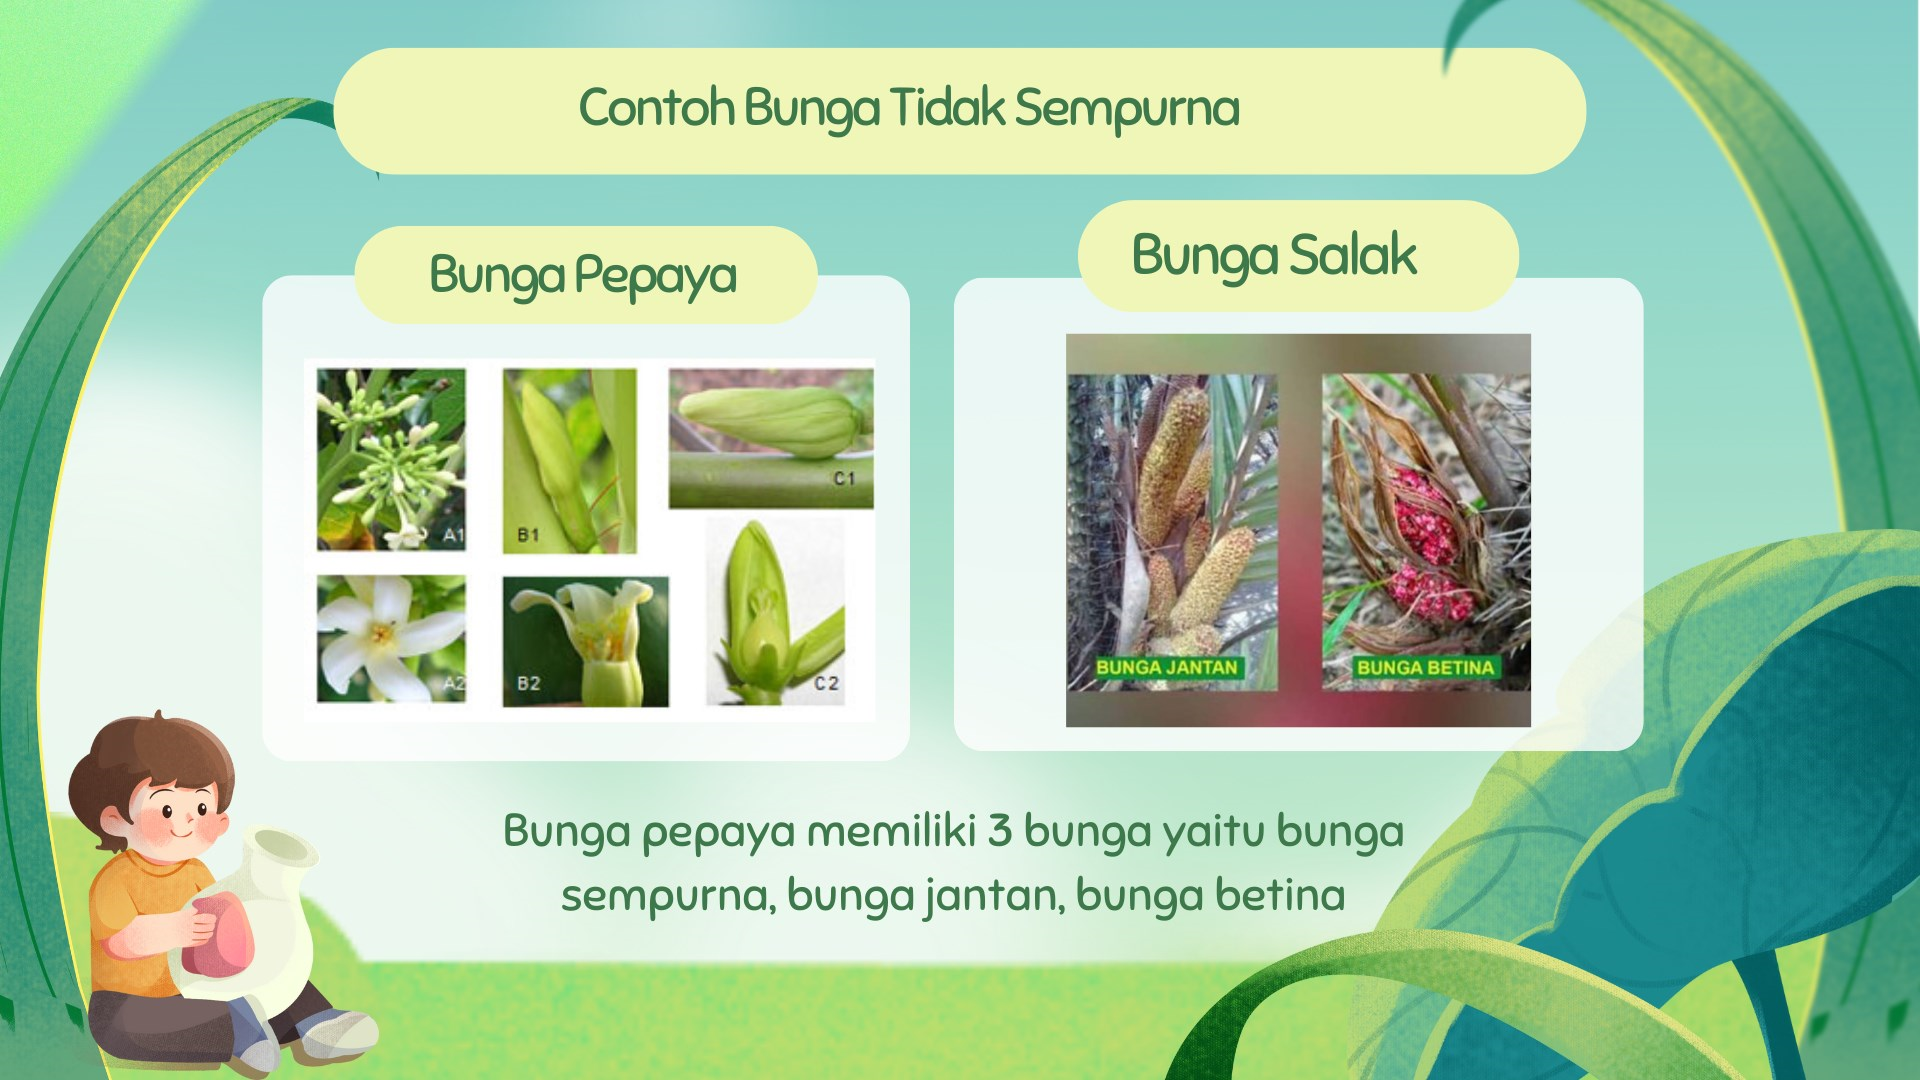 Contoh Bunga Tidak Sempurna
Bunga Pepaya
Bunga Salak
A1
B1
C1
A2
B2
C2
BUNGA JANTAN
BUNGA BETINA
Bunga pepaya memiliki 3 bunga yaitu bunga
sempurna, bunga jantan, bunga betina